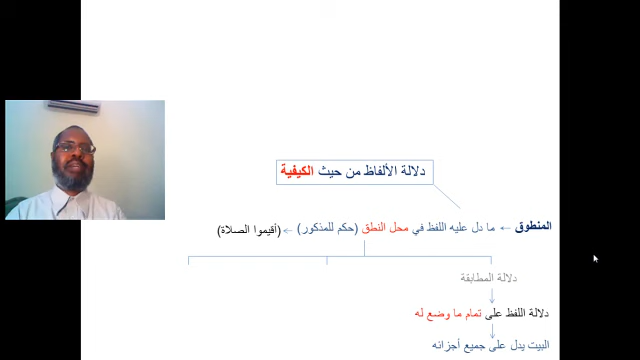 دلالة الألفاظ من حيث الكيفية
المنطوق ← ما دل عليه اللفظ في محل النطق (حكم للمذكور) ← (أقيموا الصلاة)
دلالة المطابقة
دلالة اللفظ على تمام ما وضع له
البيت يدل على جميع أجزائه